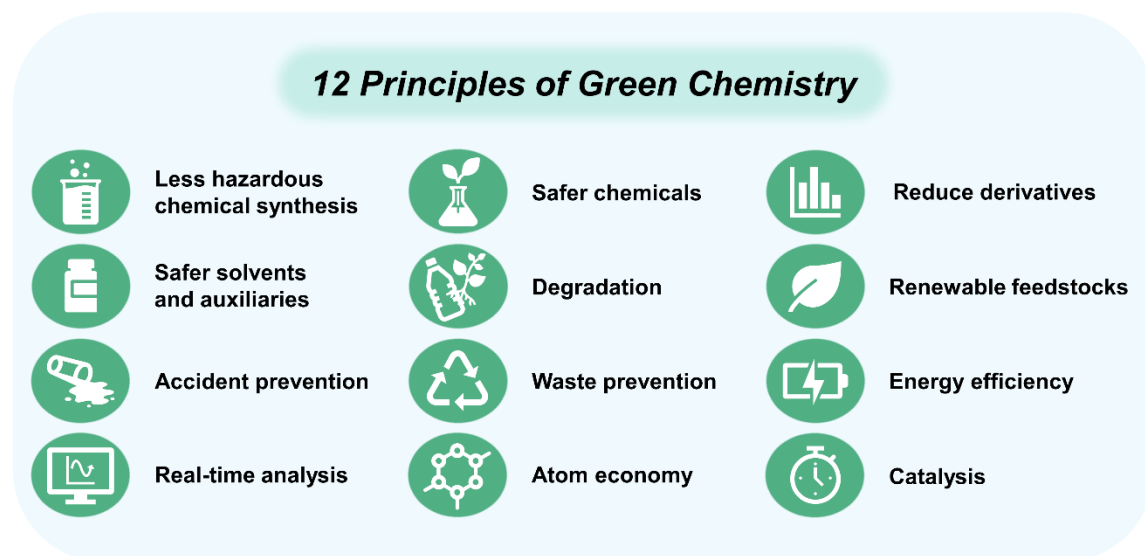 12 Principles of Green Chemistry
Less hazardous
chemical synthesis
Safer chemicals
Reduce derivatives
Safer solvents
and auxiliaries
Degradation
Renewable feedstocks
Accident prevention
Waste prevention
Energy efficiency
Real-time analysis
Atom economy
Catalysis